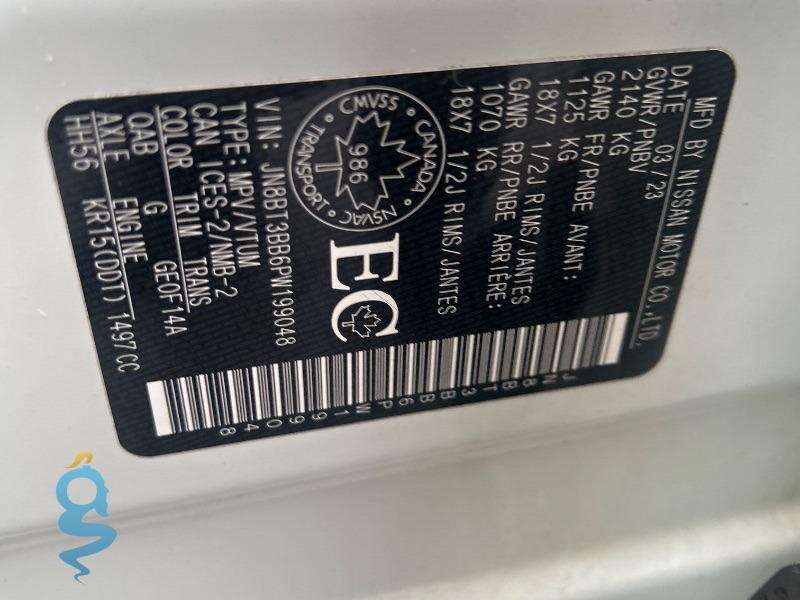 MFD BY NISSAN MOTOR CO.,LTD.
DATE 03/23
GVWR/PNBV
2140 KG
GAWR FR/PNBE AVANT:
1125 KG
18X7 1/2J RIMS/JANTES
GAWR RR/PNBE ARRIÈRE:
1070 KG
18X7 1/2J RIMS/JANTES
CMVSS · CANADA
986
TRANSPORT · NSVAC
EC
VIN: JN8BT3BB6PW199048
TYPE: MPV/VTUM
CAN ICES-2/NMB-2
COLOR TRIM TRANS
QAB G GE0F14A
AXLE ENGINE
HH56 KR15(DDT) 1497CC
JN8BT3BB6PW199048